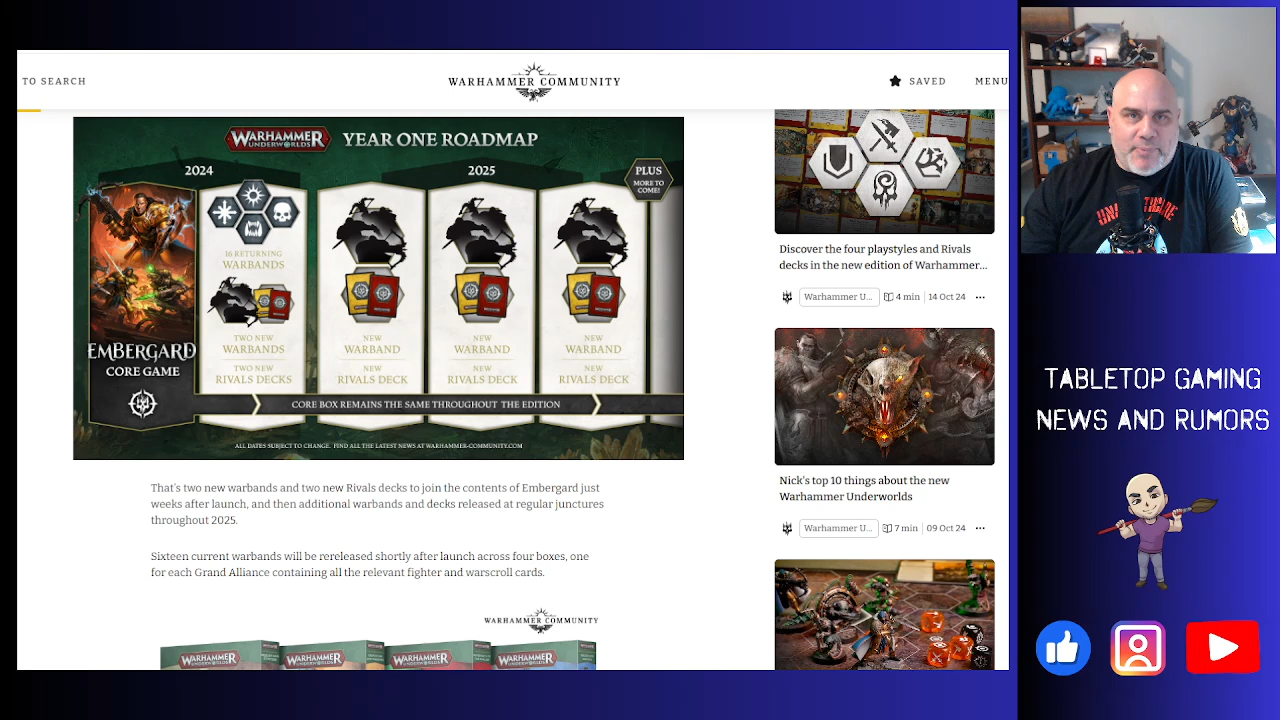 TO SEARCH
WARHAMMER COMMUNITY
SAVED
MENU
WARHAMMER UNDERWORLDS
YEAR ONE ROADMAP
2024
2025
PLUS
MORE TO
COME!
EMBERGARD
CORE GAME
16 RETURNING
WARBANDS
TWO NEW
WARBANDS
TWO NEW
RIVALS DECKS
NEW
WARBAND
NEW
RIVALS DECK
NEW
WARBAND
NEW
RIVALS DECK
NEW
WARBAND
NEW
RIVALS DECK
CORE BOX REMAINS THE SAME THROUGHOUT THE EDITION
ALL DATES SUBJECT TO CHANGE. FIND ALL THE LATEST NEWS AT WARHAMMER-COMMUNITY.COM
That's two new warbands and two new Rivals decks to join the contents of Embergard just
weeks after launch, and then additional warbands and decks released at regular junctures
throughout 2025.
Sixteen current warbands will be rereleased shortly after launch across four boxes, one
for each Grand Alliance containing all the relevant fighter and warscroll cards.
WARHAMMER COMMUNITY
WARHAMMER UNDERWORLDS
WARHAMMER UNDERWORLDS
WARHAMMER UNDERWORLDS
WARHAMMER UNDERWORLDS
Discover the four playstyles and Rivals
decks in the new edition of Warhammer...
Warhammer U... 4 min 14 Oct 24 ...
Nick's top 10 things about the new
Warhammer Underworlds
Warhammer U... 7 min 09 Oct 24 ...
TABLETOP GAMING
NEWS AND RUMORS